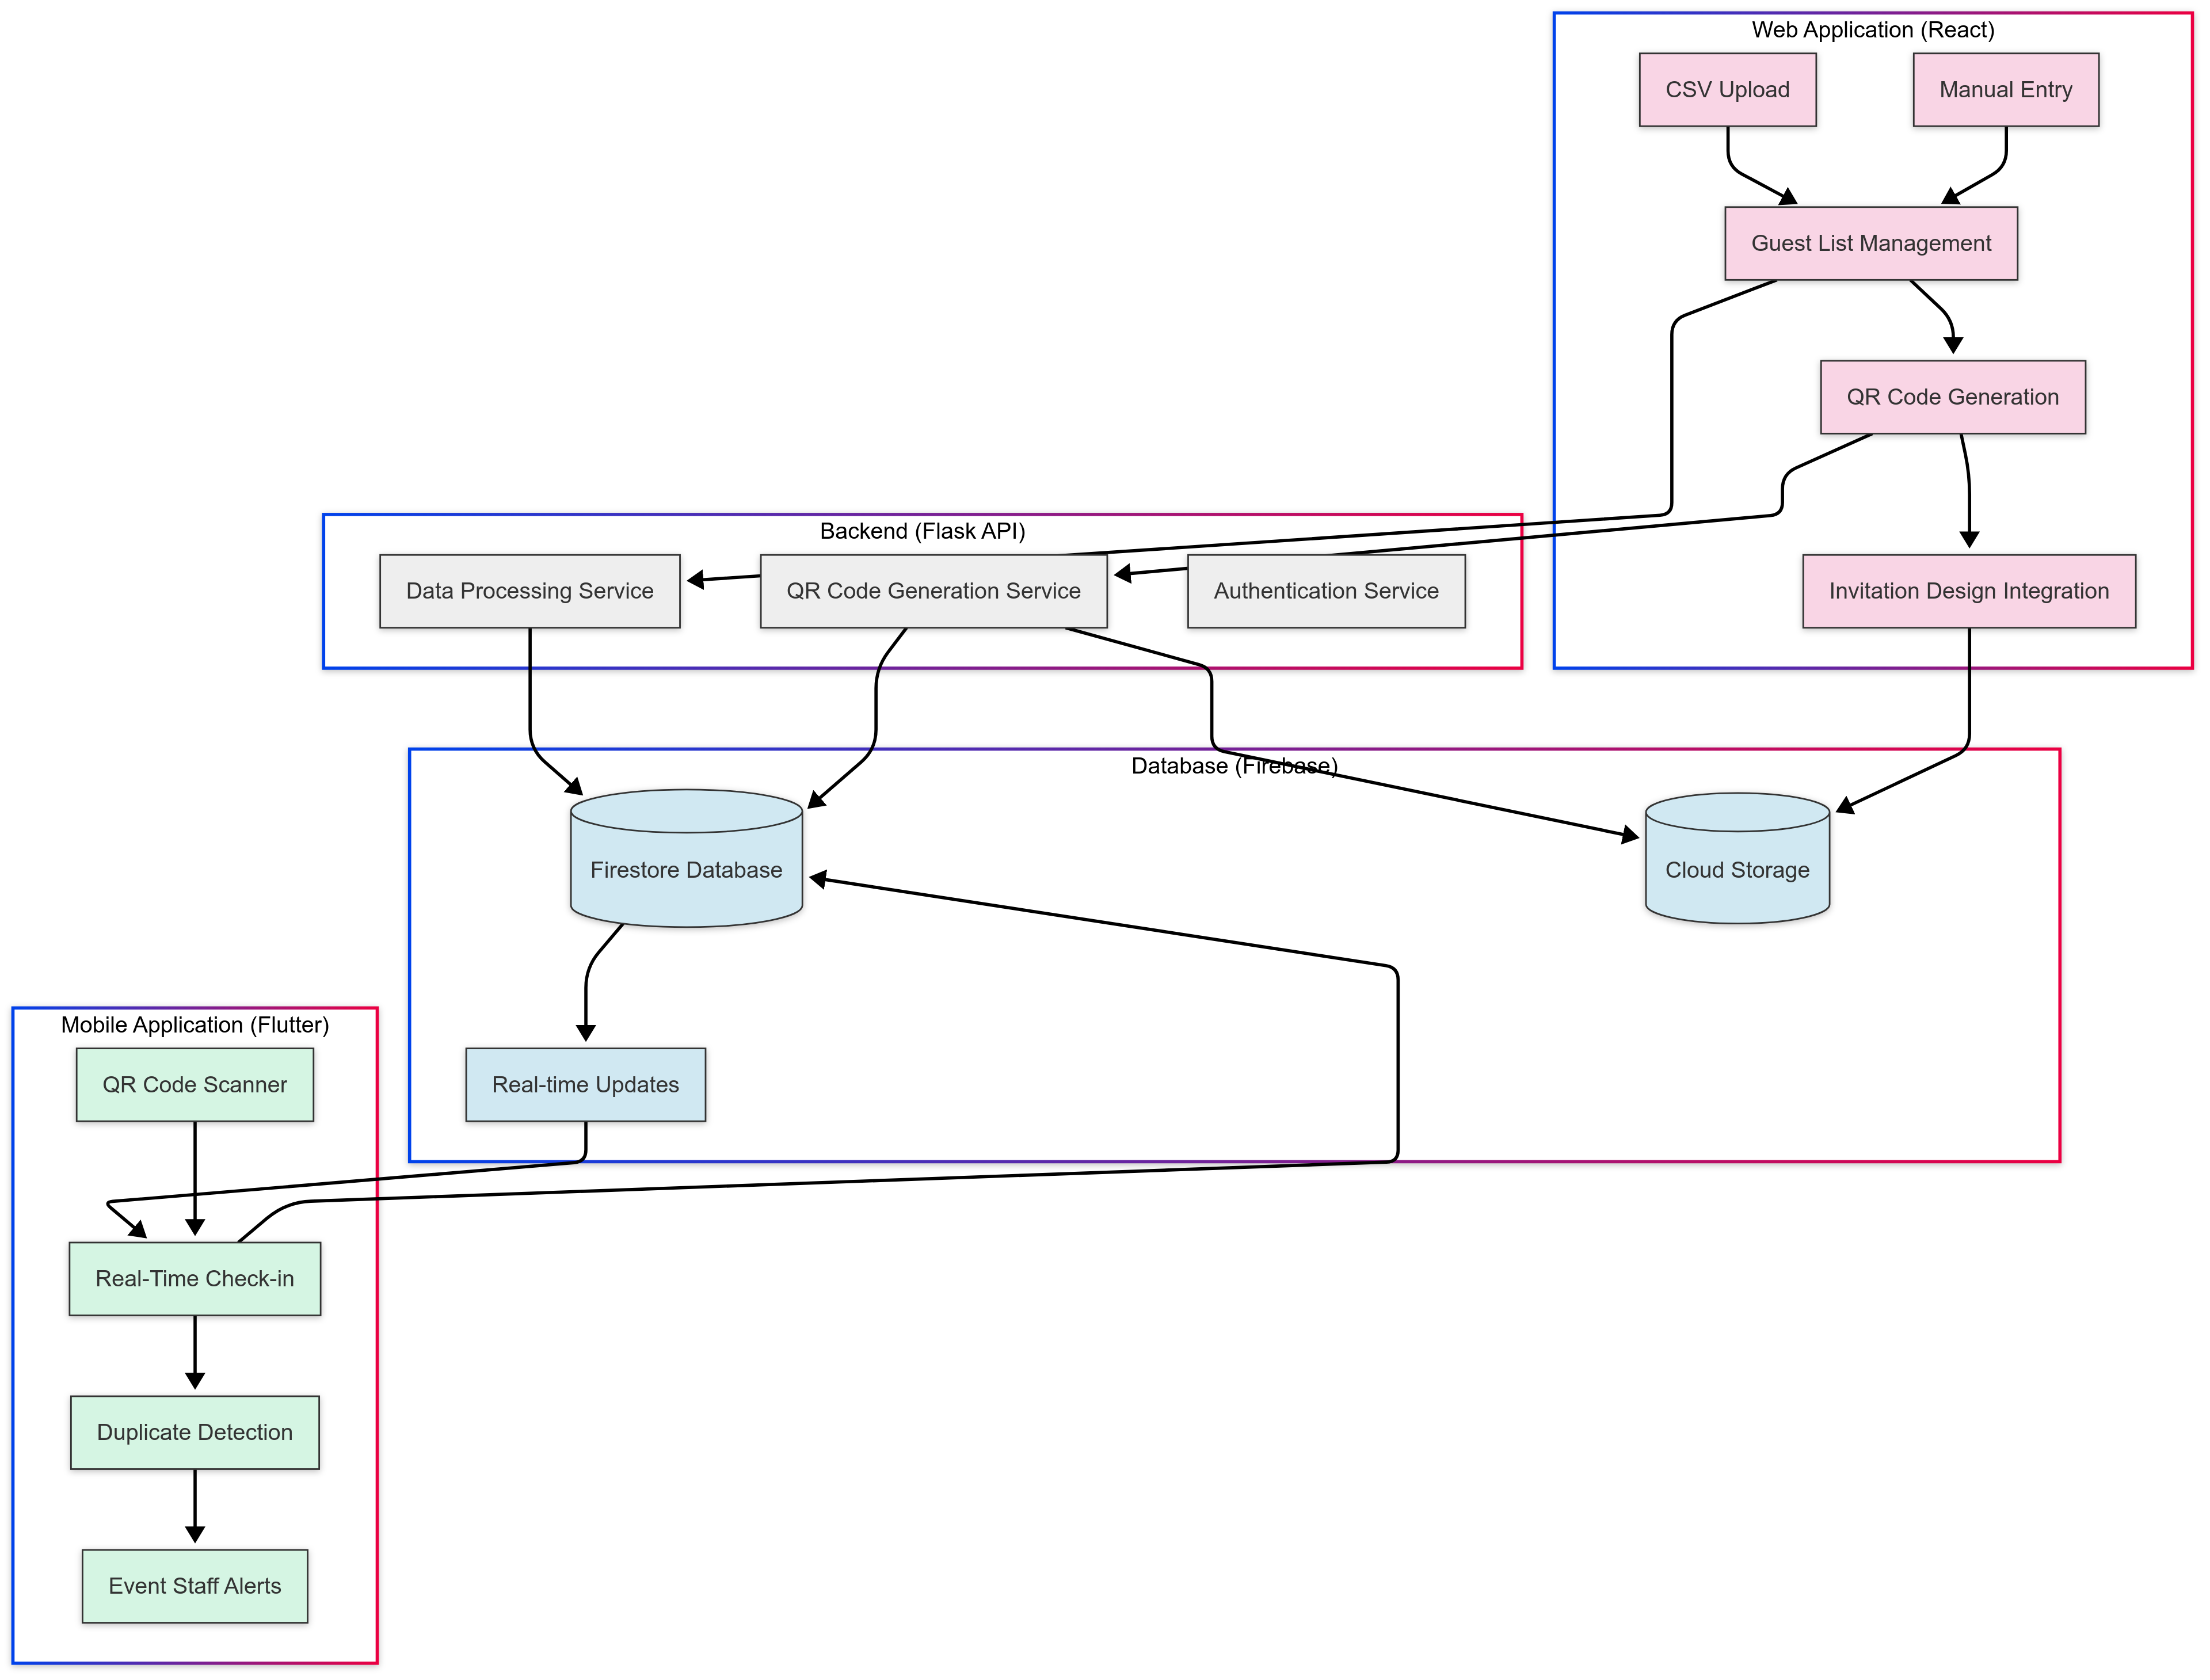 Web Application (React)
CSV Upload
Manual Entry
Guest List Management
QR Code Generation
Backend (Flask API)
Data Processing Service
QR Code Generation Service
Authentication Service
Invitation Design Integration
Database (Firebase)
Firestore Database
Cloud Storage
Mobile Application (Flutter)
QR Code Scanner
Real-time Updates
Real-Time Check-in
Duplicate Detection
Event Staff Alerts